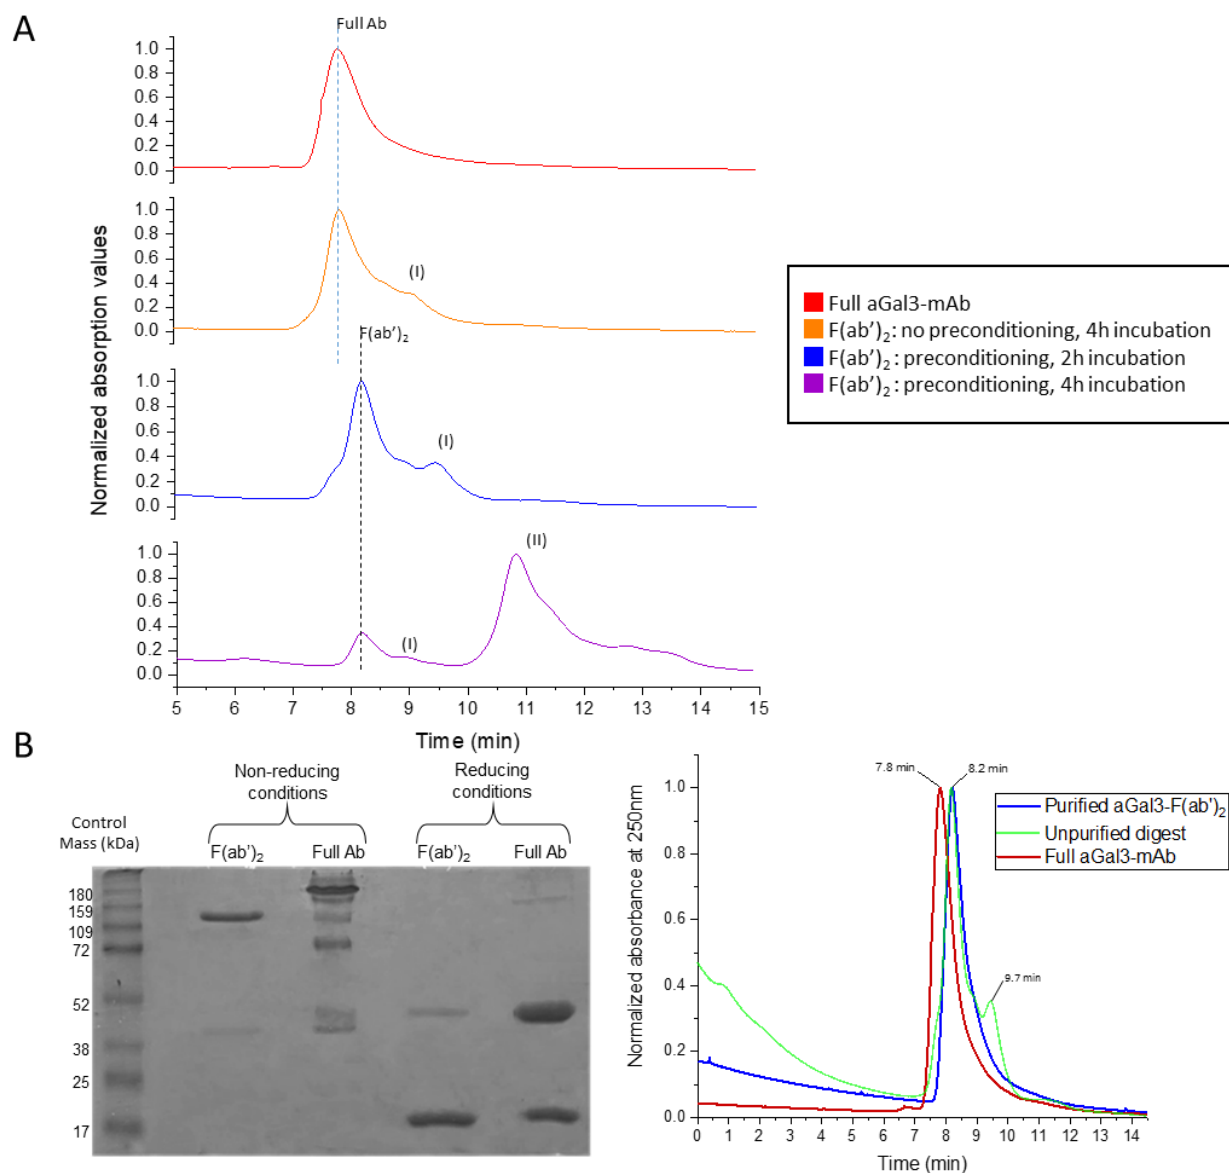 A
Full Ab
1.0
0.8
0.6
0.4
0.2
0.0
1.0
0.8
0.6
0.4
0.2
0.0
(I)
F(ab')₂
1.0
0.8
0.6
0.4
0.2
0.0
(I)
1.0
0.8
0.6
0.4
0.2
0.0
(I)
(II)
Normalized absorption values
5 6 7 8 9 10 11 12 13 14 15
Time (min)
Full aGal3-mAb
F(ab')₂: no preconditioning, 4h incubation
F(ab')₂ : preconditioning, 2h incubation
F(ab')₂ : preconditioning, 4h incubation
B
Non-reducing
conditions
Reducing
conditions
Control
Mass (kDa)
F(ab')₂
Full Ab
F(ab')₂
Full Ab
180
159
109
72
52
38
25
17
7.8 min
8.2 min
9.7 min
Purified aGal3-F(ab')₂
Unpurified digest
Full aGal3-mAb
Normalized absorbance at 250nm
1.0
0.8
0.6
0.4
0.2
0.0
0 1 2 3 4 5 6 7 8 9 10 11 12 13 14
Time (min)